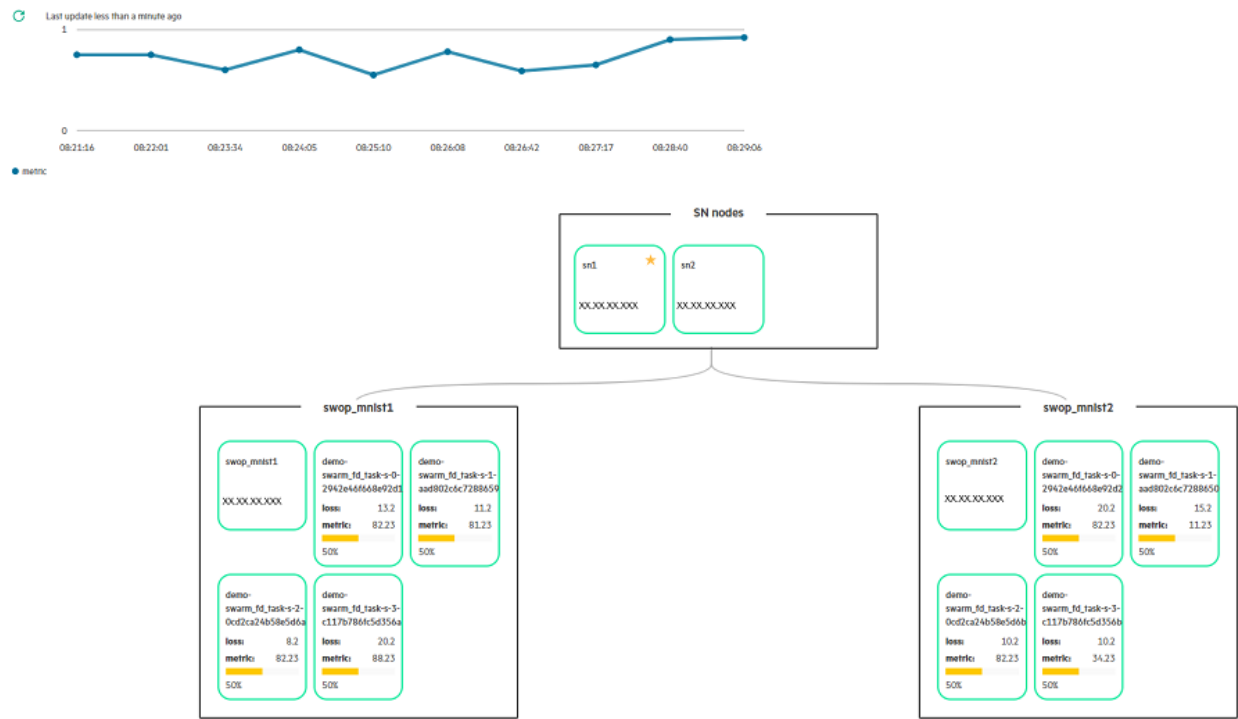 Last update less than a minute ago
1
0
08:21:16 08:22:01 08:23:34 08:24:05 08:25:10 08:26:08 08:26:42 08:27:17 08:28:40 08:29:06
metric
SN nodes
sn1
XX.XX.XX.XXX
sn2
XX.XX.XX.XXX
swop_mnist1
swop_mnist1
XX.XX.XX.XXX
demo-
swarm_fd_task-s-0-
2942e46f668e92d1
loss: 13.2
metric: 82.23
50%
demo-
swarm_fd_task-s-1-
aad802c6c7288659
loss: 11.2
metric: 81.23
50%
demo-
swarm_fd_task-s-2-
0cd2ca24b58e5d6a
loss: 8.2
metric: 82.23
50%
demo-
swarm_fd_task-s-3-
c117b786fc5d356a
loss: 20.2
metric: 88.23
50%
swop_mnist2
swop_mnist2
XX.XX.XX.XXX
demo-
swarm_fd_task-s-0-
2942e46f668e92d2
loss: 20.2
metric: 82.23
50%
demo-
swarm_fd_task-s-1-
aad802c6c7288650
loss: 15.2
metric: 11.23
50%
demo-
swarm_fd_task-s-2-
0cd2ca24b58e5d6b
loss: 10.2
metric: 82.23
50%
demo-
swarm_fd_task-s-3-
c117b786fc5d356b
loss: 10.2
metric: 34.23
50%